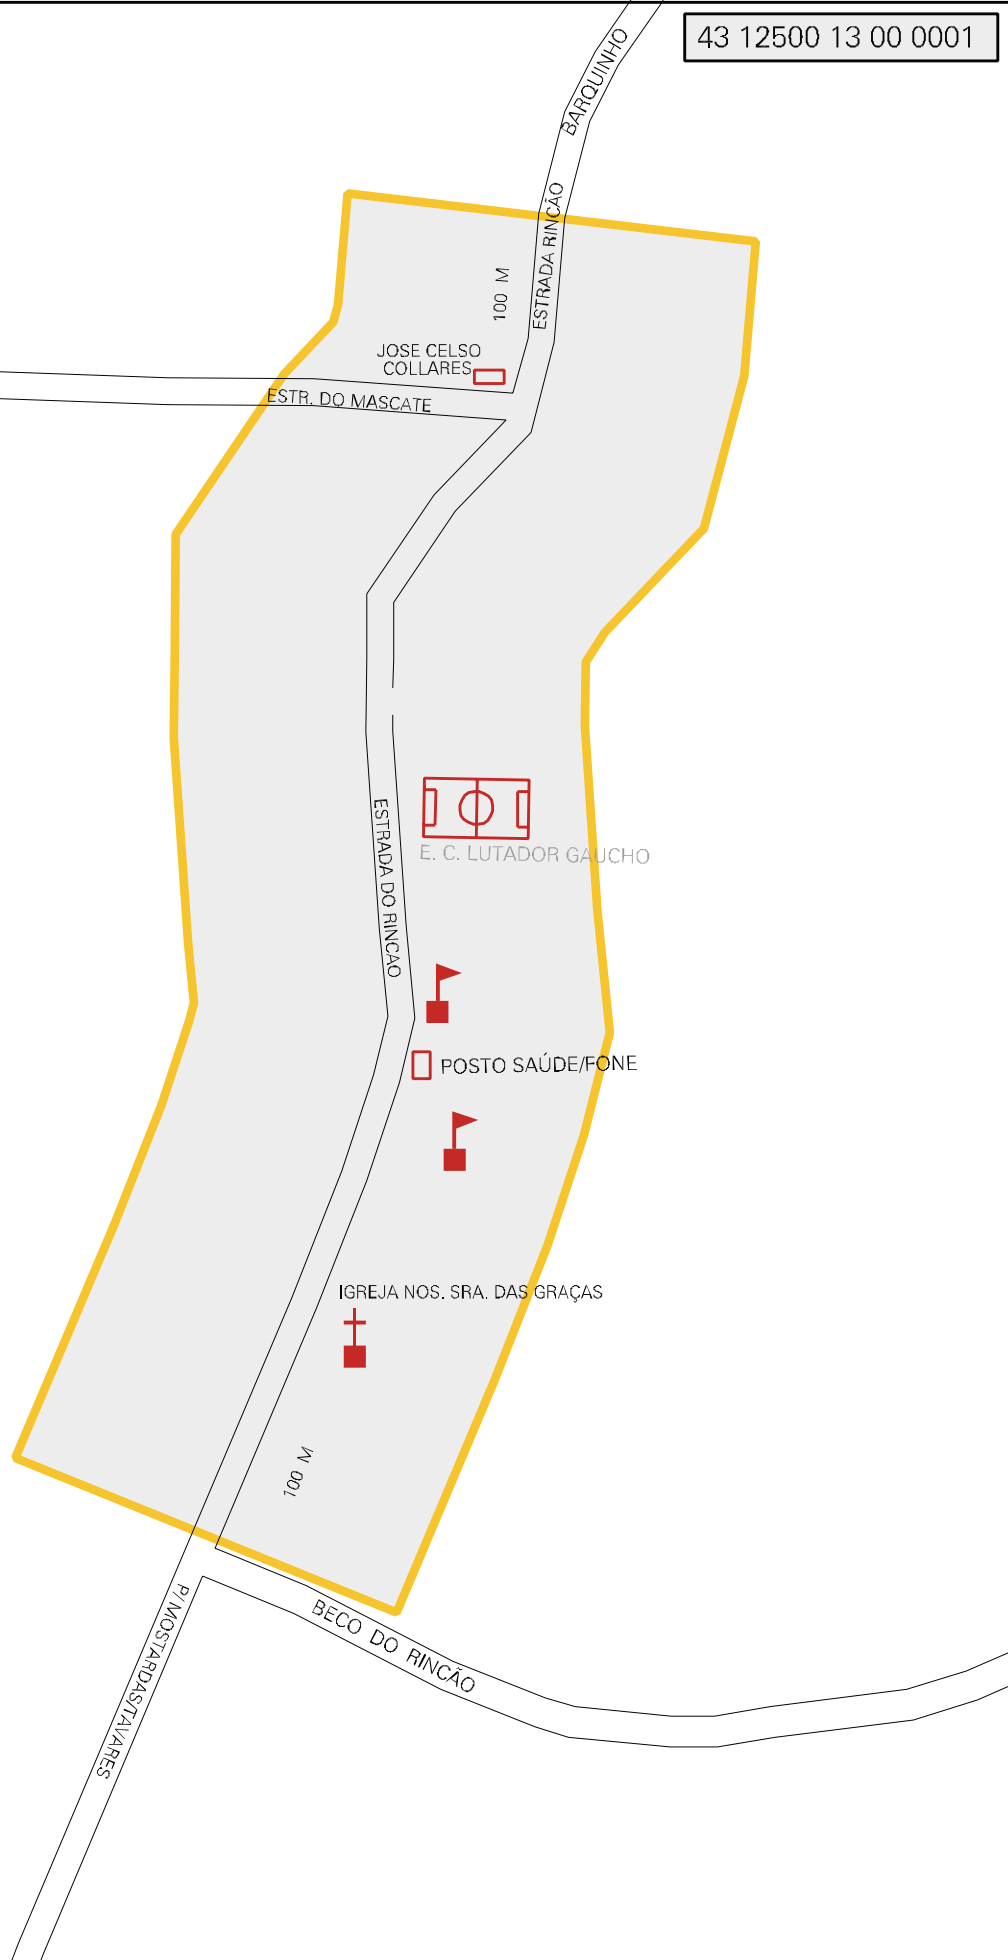 43 12500 13 00 0001
BARQUINHO
ESTRADA RINCÃO
100 M
JOSE CELSO
COLLARES
ESTR. DO MASCATE
ESTRADA DO RINCAO
E. C. LUTADOR GAUCHO
POSTO SAÚDE/FONE
IGREJA NOS. SRA. DAS GRAÇAS
100 M
P/ MOSTARDAS/TAVARES
BECO DO RINCÃO